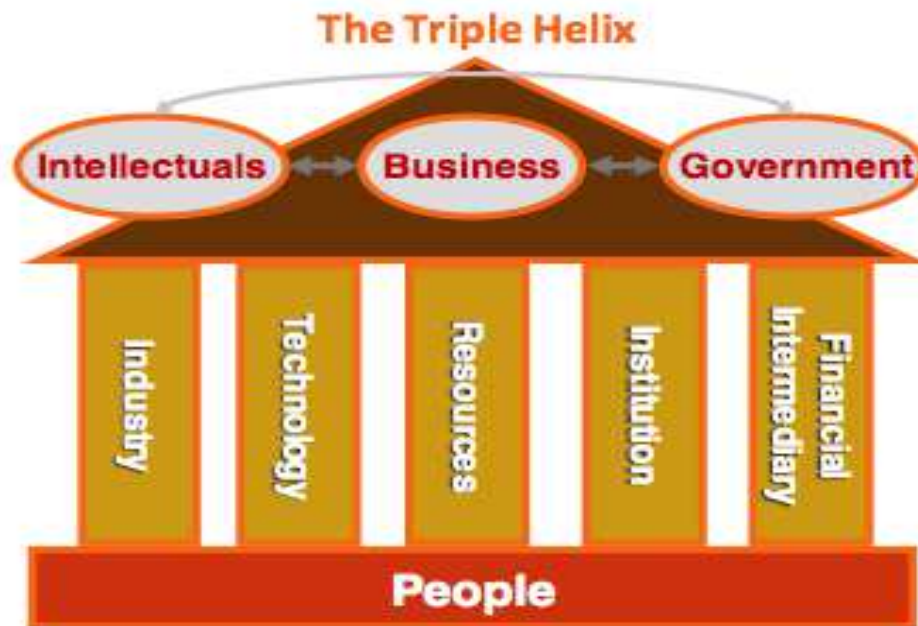 The Triple Helix
Intellectuals
Business
Government
Industry
Technology
Resources
Institution
Financial
Intermediary
People